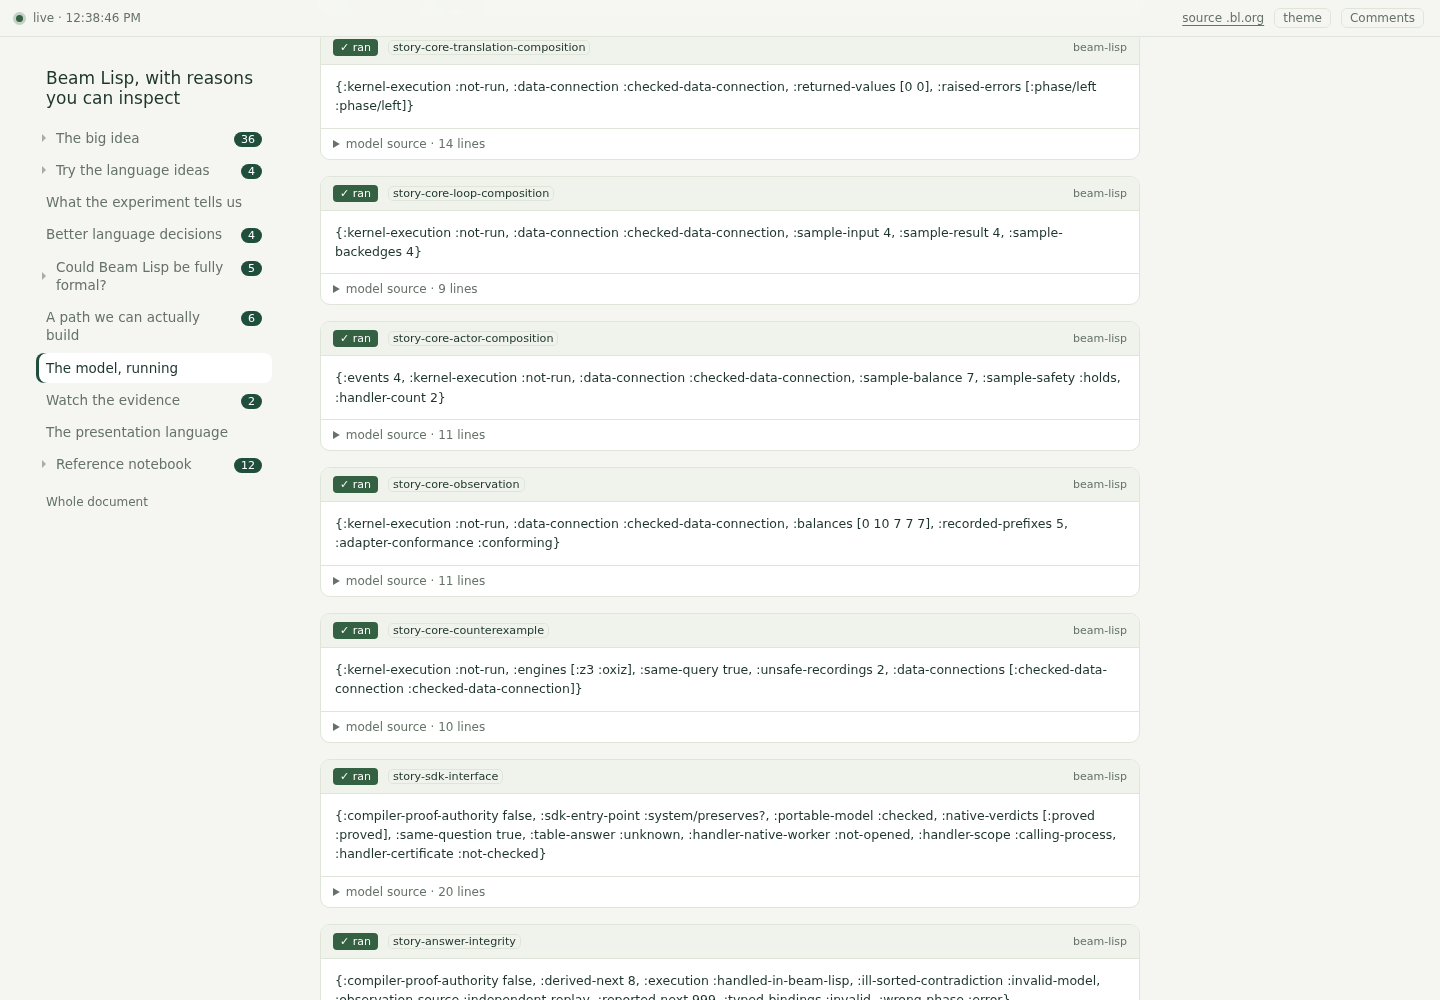 live · 12:38:46 PM
source .bl.org
theme
Comments
Beam Lisp, with reasons
you can inspect
The big idea
36
Try the language ideas
4
What the experiment tells us
Better language decisions
4
Could Beam Lisp be fully
formal?
5
A path we can actually
build
6
The model, running
Watch the evidence
2
The presentation language
Reference notebook
12
Whole document
✓ ran story-core-translation-composition beam-lisp
{:kernel-execution :not-run, :data-connection :checked-data-connection, :returned-values [0 0], :raised-errors [:phase/left
:phase/left]}
model source · 14 lines
✓ ran story-core-loop-composition beam-lisp
{:kernel-execution :not-run, :data-connection :checked-data-connection, :sample-input 4, :sample-result 4, :sample-
backedges 4}
model source · 9 lines
✓ ran story-core-actor-composition beam-lisp
{:events 4, :kernel-execution :not-run, :data-connection :checked-data-connection, :sample-balance 7, :sample-safety :holds,
:handler-count 2}
model source · 11 lines
✓ ran story-core-observation beam-lisp
{:kernel-execution :not-run, :data-connection :checked-data-connection, :balances [0 10 7 7 7], :recorded-prefixes 5,
:adapter-conformance :conforming}
model source · 11 lines
✓ ran story-core-counterexample beam-lisp
{:kernel-execution :not-run, :engines [:z3 :oxiz], :same-query true, :unsafe-recordings 2, :data-connections [:checked-data-
connection :checked-data-connection]}
model source · 10 lines
✓ ran story-sdk-interface beam-lisp
{:compiler-proof-authority false, :sdk-entry-point :system/preserves?, :portable-model :checked, :native-verdicts [:proved
:proved], :same-question true, :table-answer :unknown, :handler-native-worker :not-opened, :handler-scope :calling-process,
:handler-certificate :not-checked}
model source · 20 lines
✓ ran story-answer-integrity beam-lisp
{:compiler-proof-authority false, :derived-next 8, :execution :handled-in-beam-lisp, :ill-sorted-contradiction :invalid-model,
:observation-source :independent-replay, :reported-next 999, :typed-bindings :invalid, :wrong-phase :error}